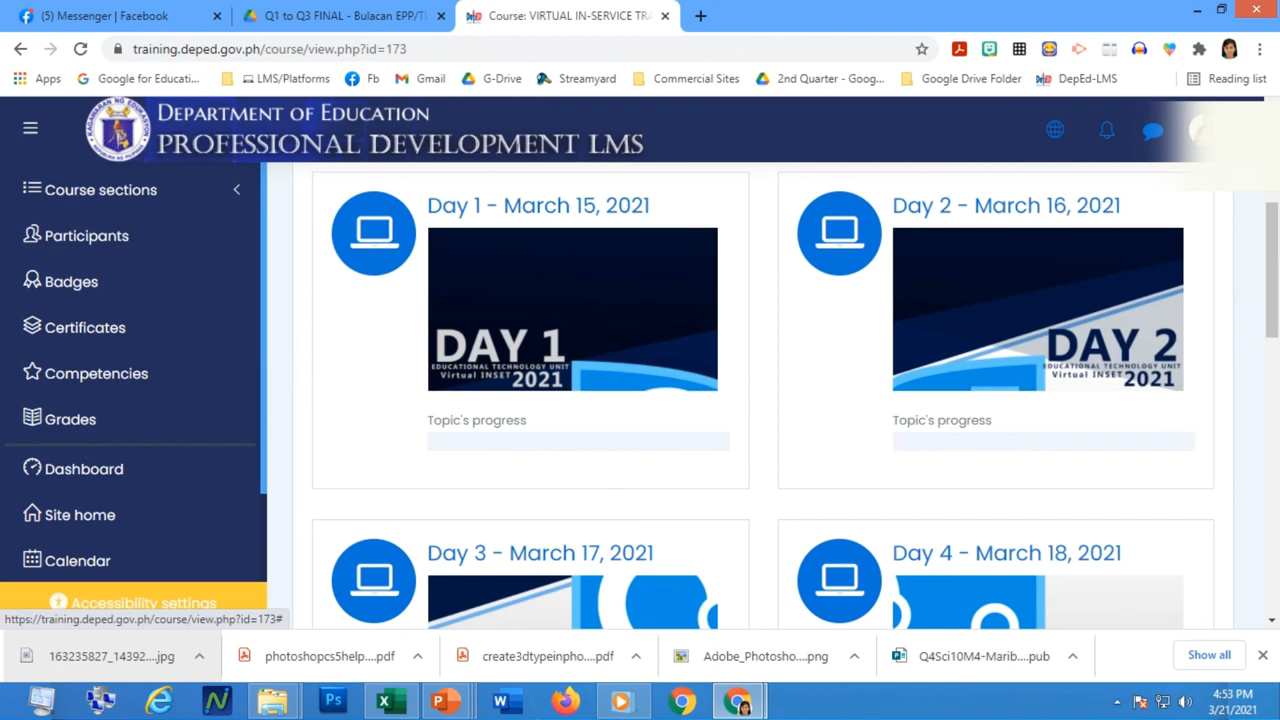 (5) Messenger | Facebook
Q1 to Q3 FINAL - Bulacan EPP/TL
Course: VIRTUAL IN-SERVICE TRA
training.deped.gov.ph/course/view.php?id=173
Apps
Google for Educati...
LMS/Platforms
Fb
Gmail
G-Drive
Streamyard
Commercial Sites
2nd Quarter - Goog...
Google Drive Folder
DepEd-LMS
Reading list
DEPARTMENT OF EDUCATION
PROFESSIONAL DEVELOPMENT LMS
Course sections
Participants
Badges
Certificates
Competencies
Grades
Dashboard
Site home
Calendar
Accessibility settings
Day 1 - March 15, 2021
DAY 1
EDUCATIONAL TECHNOLOGY UNIT
Virtual INSET 2021
Topic's progress
Day 2 - March 16, 2021
DAY 2
EDUCATIONAL TECHNOLOGY UNIT
Virtual INSET 2021
Topic's progress
Day 3 - March 17, 2021
Day 4 - March 18, 2021
https://training.deped.gov.ph/course/view.php?id=173#
163235827_14392....jpg
photoshopcs5help....pdf
create3dtypeinpho....pdf
Adobe_Photosho....png
Q4Sci10M4-Marib....pub
Show all
4:53 PM
3/21/2021